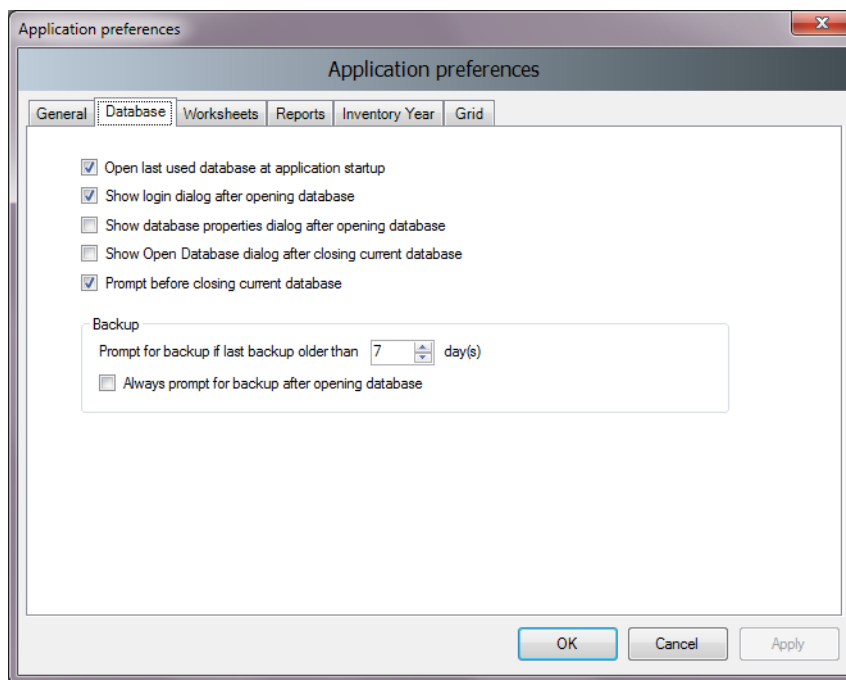 Application preferences
Application preferences
General Database Worksheets Reports Inventory Year Grid
Open last used database at application startup
Show login dialog after opening database
Show database properties dialog after opening database
Show Open Database dialog after closing current database
Prompt before closing current database
Backup
Prompt for backup if last backup older than 7 day(s)
Always prompt for backup after opening database
OK Cancel Apply